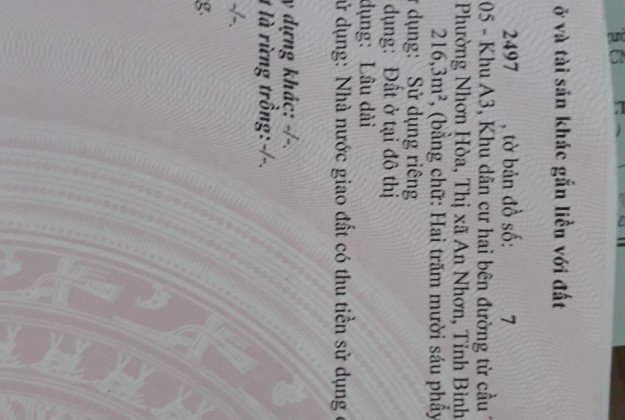 ở và tài sản khác gắn liền với đất
2497 , tờ bản đồ số: 7
05 - Khu A3, Khu dân cư hai bên đường từ cầu
Phường Nhơn Hòa, Thị xã An Nhơn, Tỉnh Bình
216,3m², (bằng chữ: Hai trăm mười sáu phẩy
dụng: Sử dụng riêng
dụng: Đất ở tại đô thị
dụng: Lâu dài
sử dụng: Nhà nước giao đất có thu tiền sử dụng
dựng khác: -/-.
là rừng trồng: -/-.
-/-.
g.